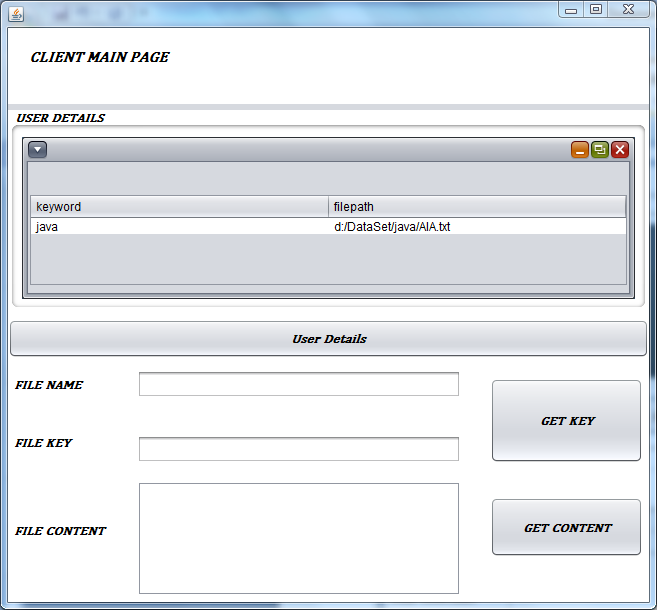 CLIENT MAIN PAGE
USER DETAILS
keyword filepath
java d:/DataSet/java/AIA.txt
User Details
FILE NAME
GET KEY
FILE KEY
FILE CONTENT
GET CONTENT